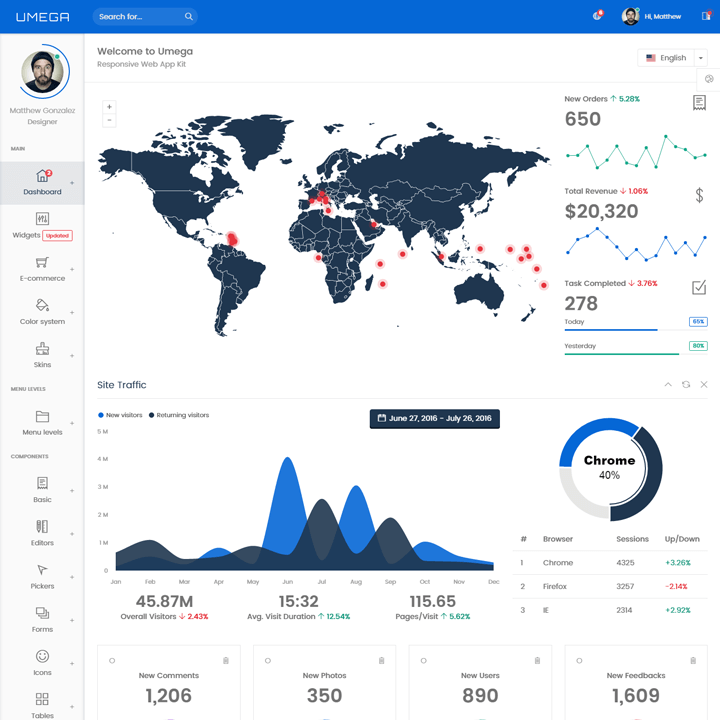 UMEGA
Search for...
Hi, Matthew
Welcome to Umega
Responsive Web App Kit
English
Matthew Gonzalez
Designer
MAIN
2
Dashboard
Widgets Updated
E-commerce
Color system
Skins
MENU LEVELS
Menu levels
COMPONENTS
Basic
Editors
Pickers
Forms
Icons
Tables
+
−
New Orders ↑ 5.28%
650
Total Revenue ↓ 1.06%
$20,320
$
Task Completed ↓ 3.76%
278
Today 65%
Yesterday 80%
Site Traffic
New visitors Returning visitors
June 27, 2016 - July 26, 2016
5 M
4 M
3 M
2 M
1 M
0
Jan Feb Mar Apr May Jun Jul Aug Sep Oct Nov Dec
45.87M
Overall Visitors ↓ 2.43%
15:32
Avg. Visit Duration ↑ 12.54%
115.65
Pages/Visit ↑ 5.62%
Chrome
40%
# Browser Sessions Up/Down
1 Chrome 4325 +3.26%
2 Firefox 3257 -2.14%
3 IE 2314 +2.92%
New Comments
1,206
New Photos
350
New Users
890
New Feedbacks
1,609